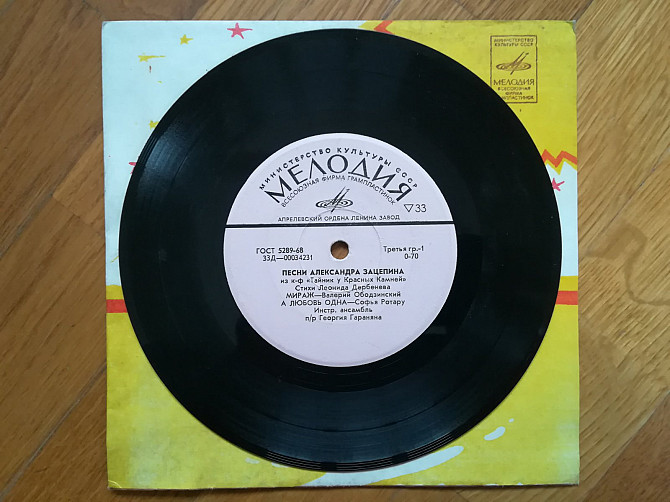 МИНИСТЕРСТВО
КУЛЬТУРЫ СССР
МЕЛОДИЯ
ВСЕСОЮЗНАЯ
ФИРМА
ГРАМПЛАСТИНОК
МИНИСТЕРСТВО КУЛЬТУРЫ СССР
МЕЛОДИЯ
ВСЕСОЮЗНАЯ ФИРМА ГРАМПЛАСТИНОК
▽33
АПРЕЛЕВСКИЙ ОРДЕНА ЛЕНИНА ЗАВОД
ГОСТ 5289-68 Третья гр.-1
33Д—00034231 0-70
ПЕСНИ АЛЕКСАНДРА ЗАЦЕПИНА
из к-ф «Тайник у Красных Камней»
Стихи Леонида Дербенева
МИРАЖ—Валерий Ободзинский
А ЛЮБОВЬ ОДНА—Софья Ротару
Инстр. ансамбль
п/р Георгия Гараняна